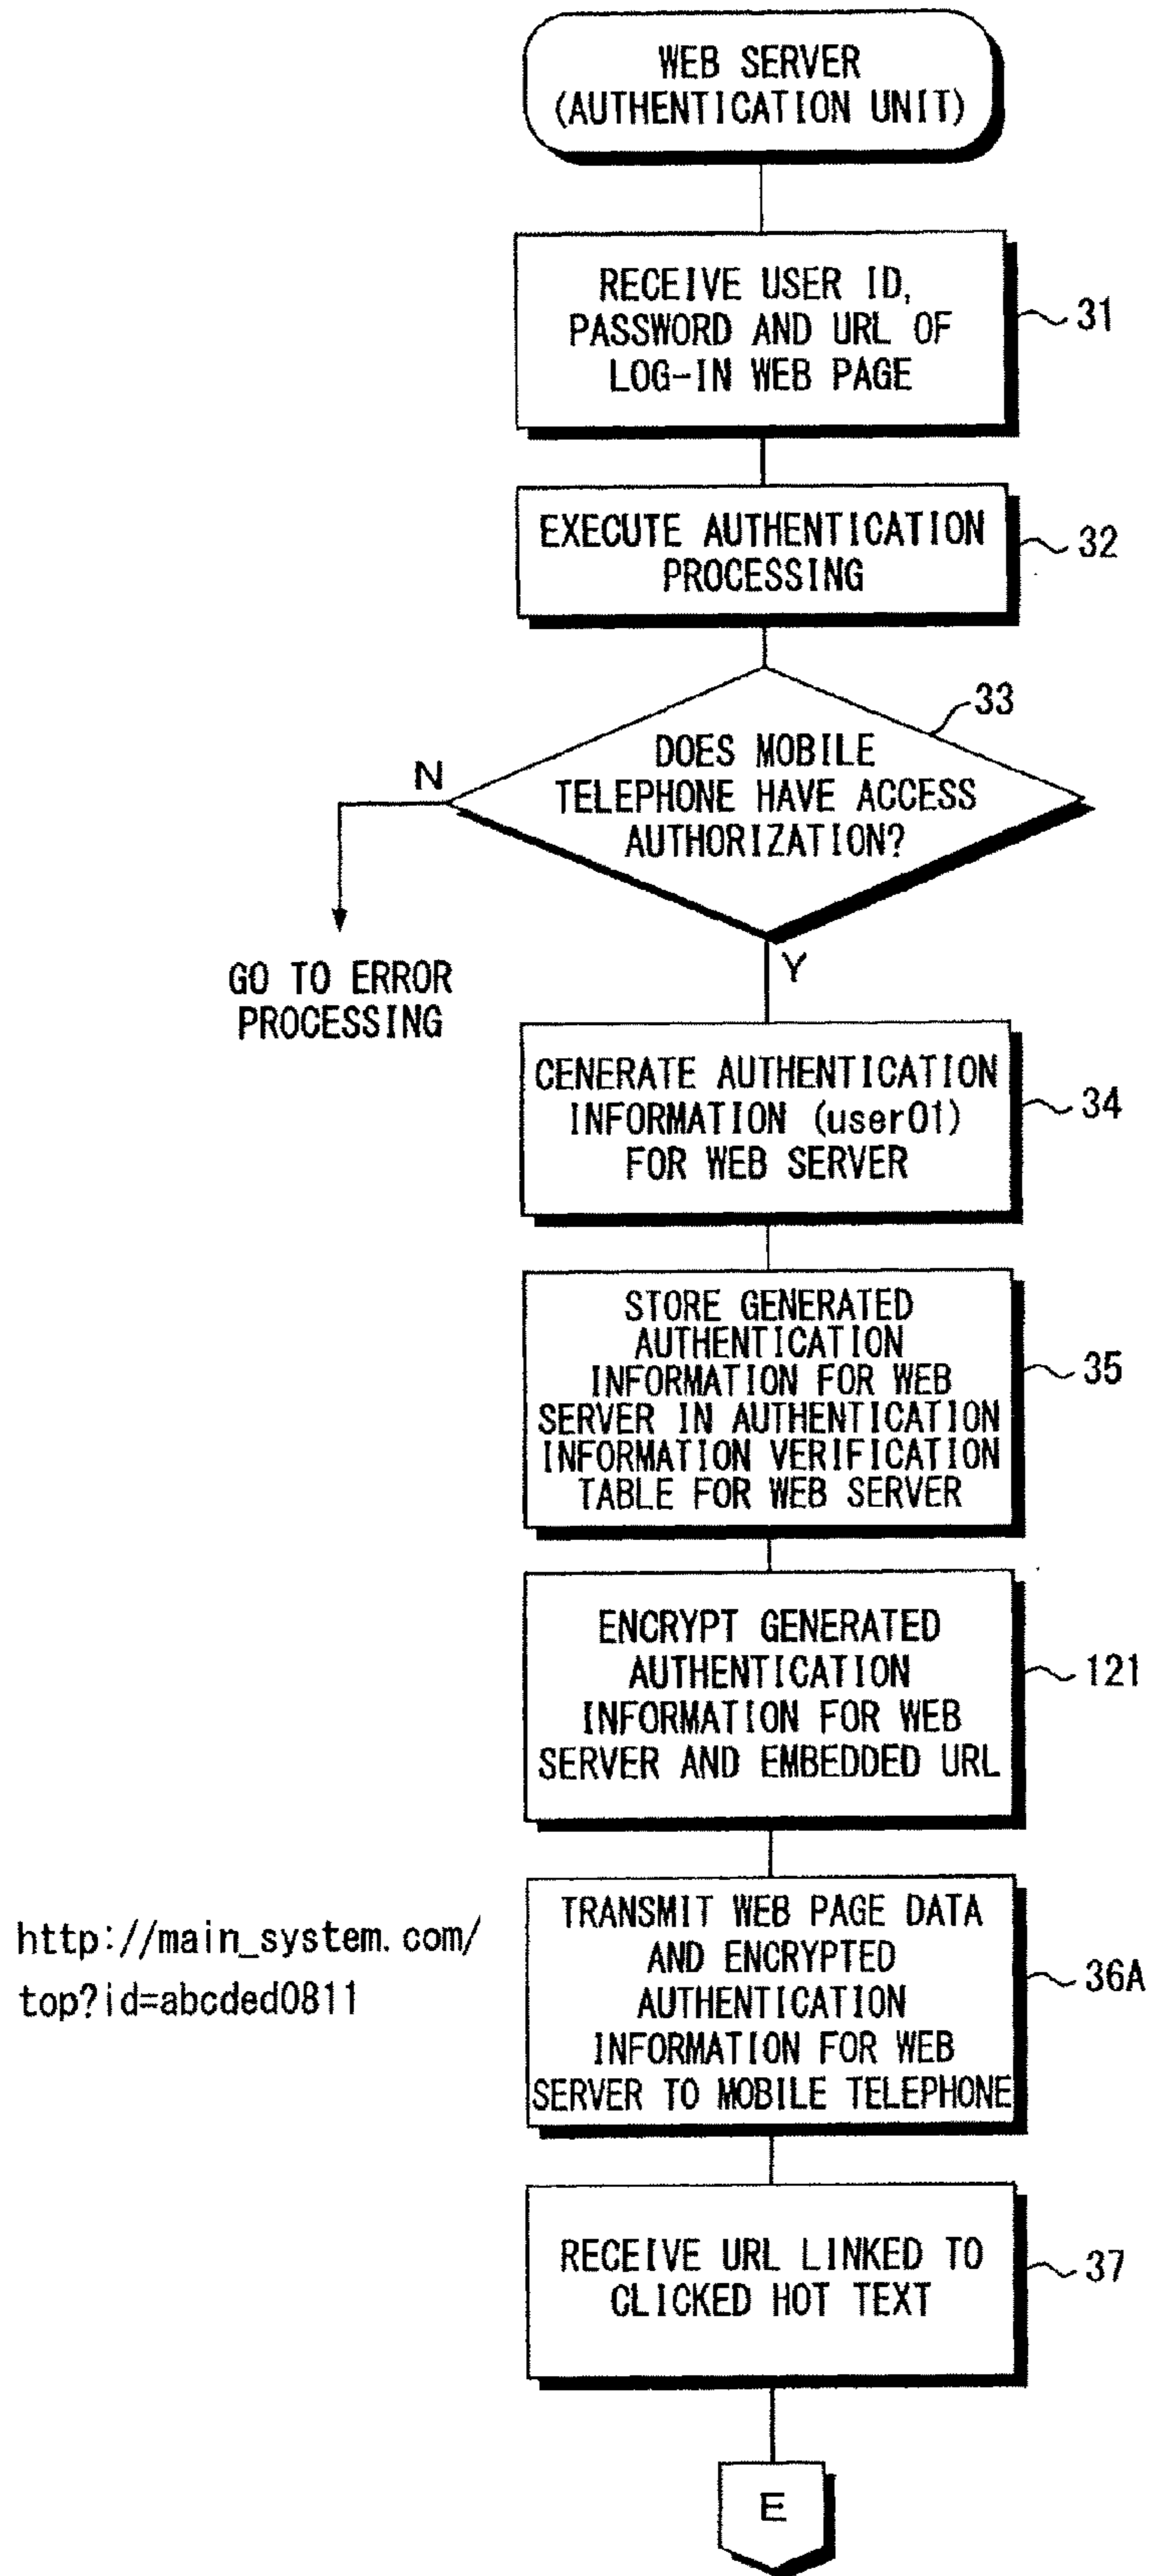 WEB SERVER
(AUTHENTICATION UNIT)
RECEIVE USER ID,
PASSWORD AND URL OF
LOG-IN WEB PAGE
31
EXECUTE AUTHENTICATION
PROCESSING
32
33
DOES MOBILE
TELEPHONE HAVE ACCESS
AUTHORIZATION?
N
GO TO ERROR
PROCESSING
Y
CENERATE AUTHENTICATION
INFORMATION (user01)
FOR WEB SERVER
34
STORE GENERATED
AUTHENTICATION
INFORMATION FOR WEB
SERVER IN AUTHENTICATION
INFORMATION VERIFICATION
TABLE FOR WEB SERVER
35
ENCRYPT GENERATED
AUTHENTICATION
INFORMATION FOR WEB
SERVER AND EMBEDDED URL
121
http://main_system.com/
top?id=abcded0811
TRANSMIT WEB PAGE DATA
AND ENCRYPTED
AUTHENTICATION
INFORMATION FOR WEB
SERVER TO MOBILE TELEPHONE
36A
RECEIVE URL LINKED TO
CLICKED HOT TEXT
37
E